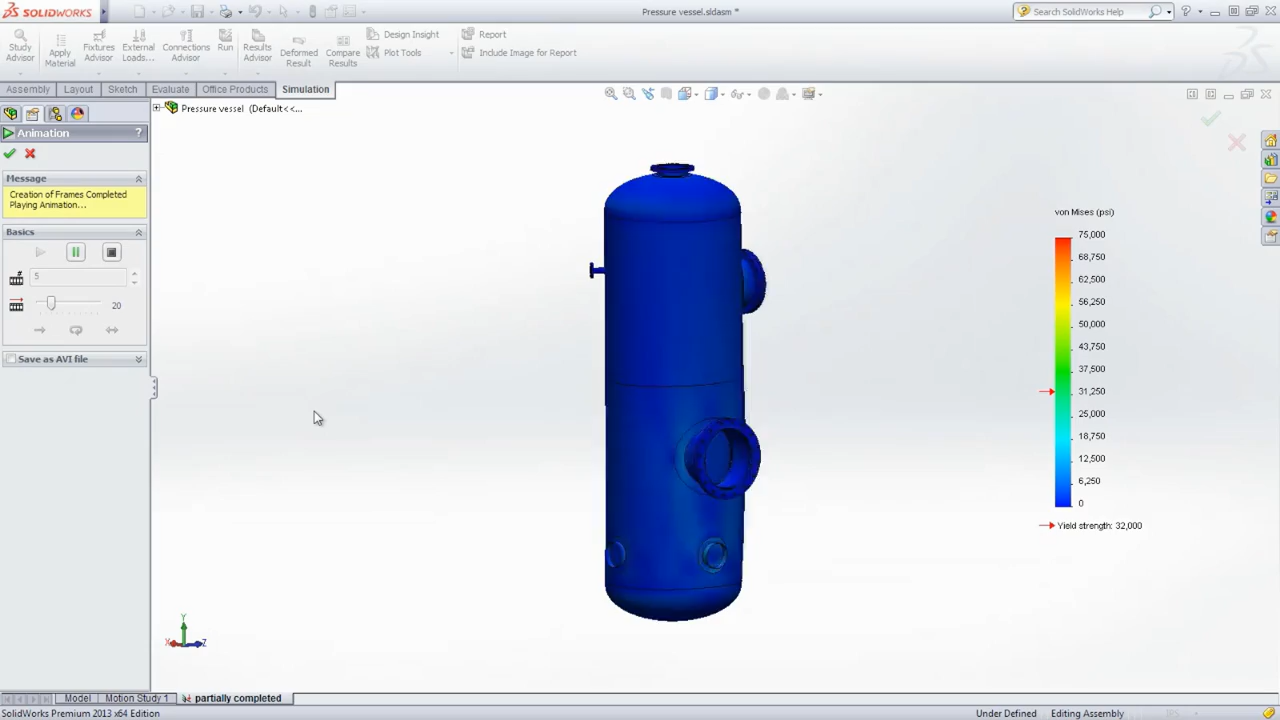 SOLIDWORKS
Pressure vessel.sldasm *
Search SolidWorks Help
Study Advisor
Apply Material
Fixtures Advisor
External Loads...
Connections Advisor
Run
Results Advisor
Deformed Result
Compare Results
Design Insight
Plot Tools
Report
Include Image for Report
Assembly
Layout
Sketch
Evaluate
Office Products
Simulation
Pressure vessel (Default<<...
Animation
?
Message
Creation of Frames Completed
Playing Animation...
Basics
5
20
Save as AVI file
von Mises (psi)
75,000
68,750
62,500
56,250
50,000
43,750
37,500
31,250
25,000
18,750
12,500
6,250
0
Yield strength: 32,000
Y
X
Z
Model
Motion Study 1
partially completed
SolidWorks Premium 2013 x64 Edition
Under Defined
Editing Assembly
IPS